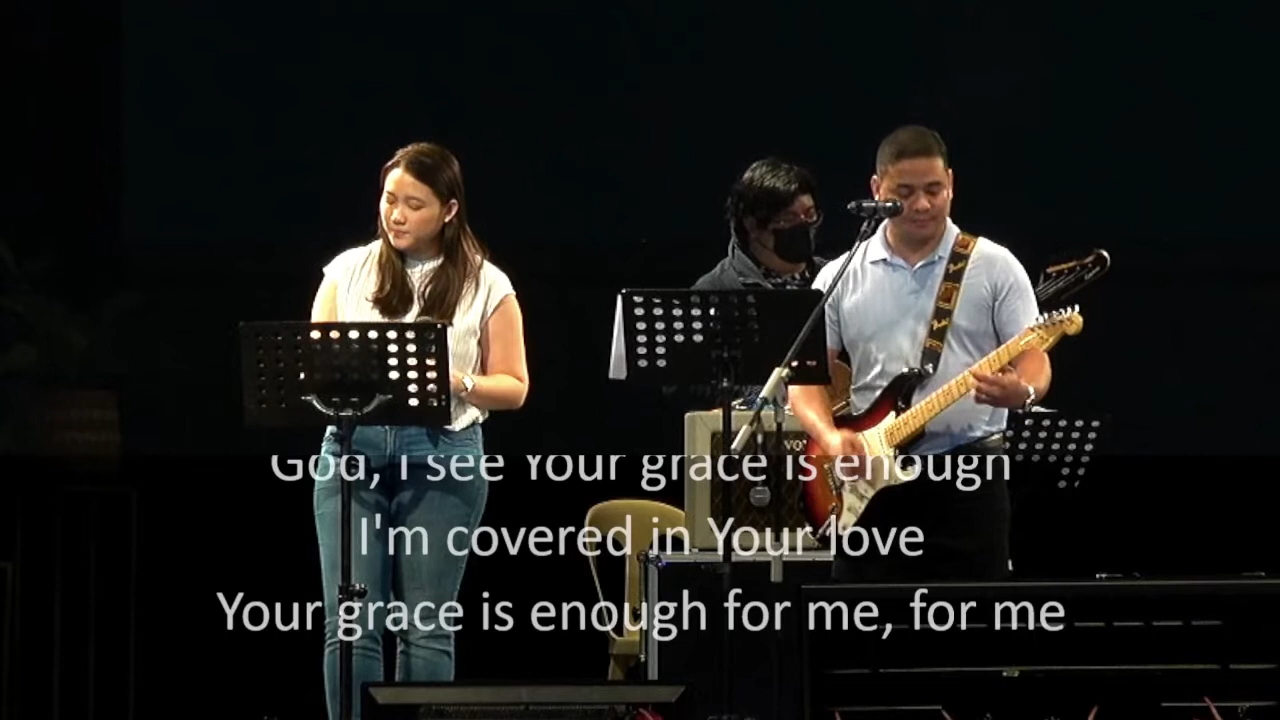 God, I see Your grace is enough
I'm covered in Your love
Your grace is enough for me, for me